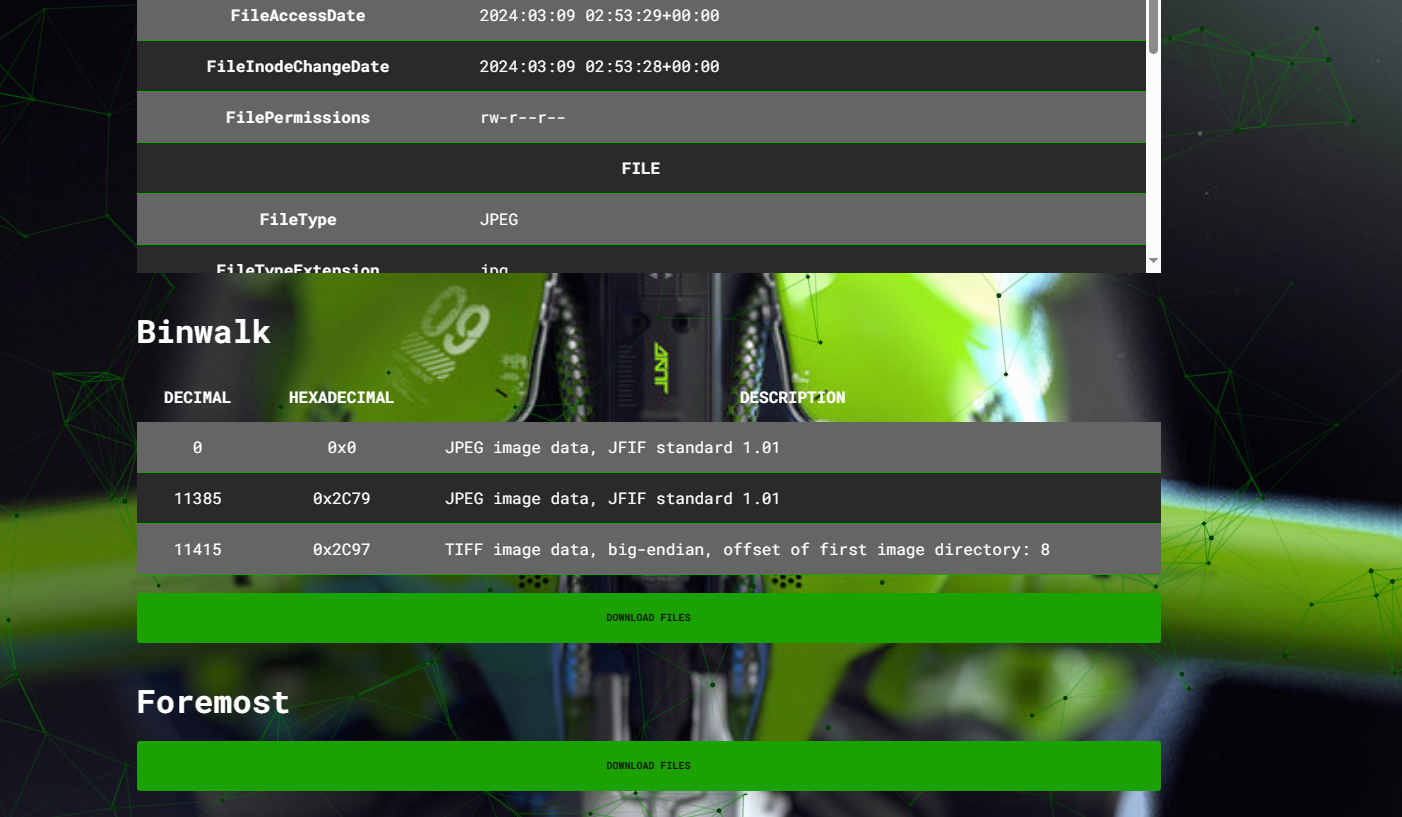 FileAccessDate 2024:03:09 02:53:29+00:00
FileInodeChangeDate 2024:03:09 02:53:28+00:00
FilePermissions rw-r--r--
FILE
FileType JPEG
FileTypeExtension jpg
09
Binwalk
DECIMAL HEXADECIMAL DESCRIPTION
0 0x0 JPEG image data, JFIF standard 1.01
11385 0x2C79 JPEG image data, JFIF standard 1.01
11415 0x2C97 TIFF image data, big-endian, offset of first image directory: 8
DOWNLOAD FILES
Foremost
DOWNLOAD FILES